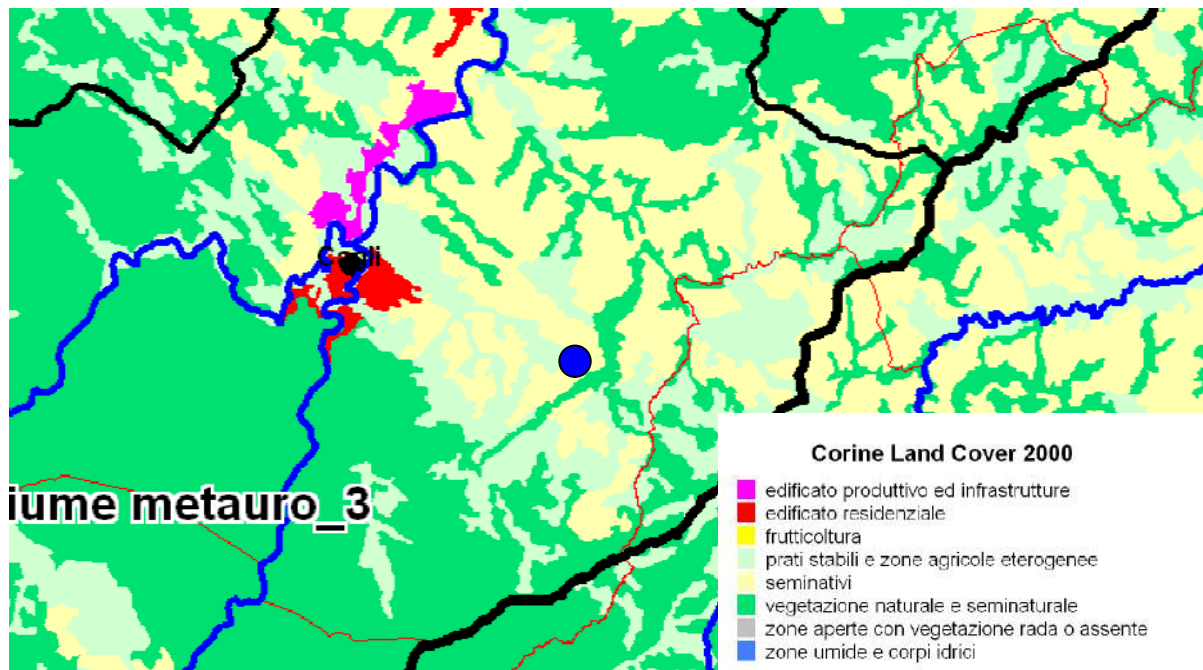 Cagli
iume metauro_3
Corine Land Cover 2000
edificato produttivo ed infrastrutture
edificato residenziale
frutticoltura
prati stabili e zone agricole eterogenee
seminativi
vegetazione naturale e seminaturale
zone aperte con vegetazione rada o assente
zone umide e corpi idrici